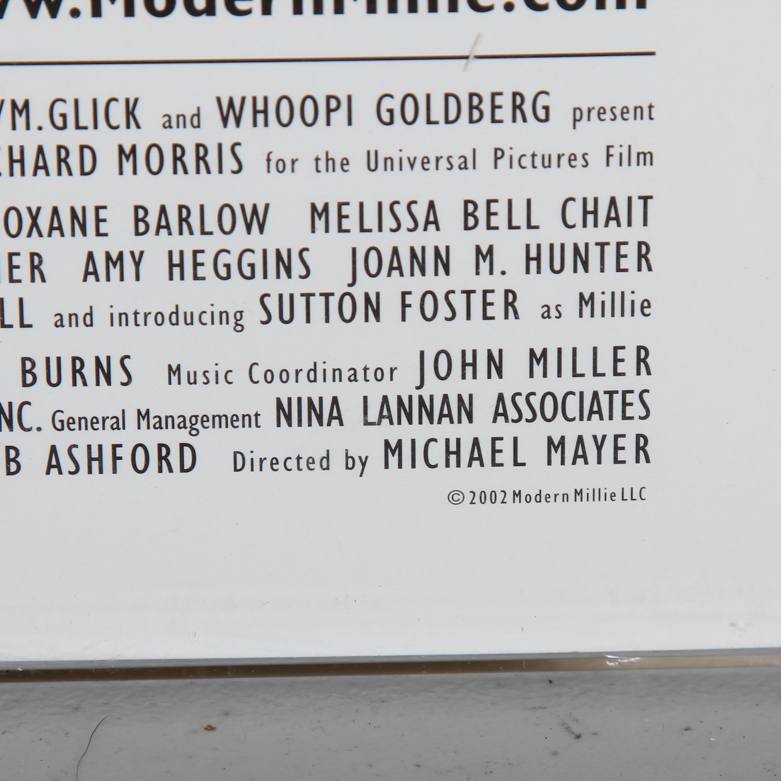 www.ModernMillie.com
M.GLICK and WHOOPI GOLDBERG present
CHARD MORRIS for the Universal Pictures Film
OXANE BARLOW MELISSA BELL CHAIT
ER AMY HEGGINS JOANN M. HUNTER
LL and introducing SUTTON FOSTER as Millie
BURNS Music Coordinator JOHN MILLER
NC. General Management NINA LANNAN ASSOCIATES
B ASHFORD Directed by MICHAEL MAYER
©2002 Modern Millie LLC